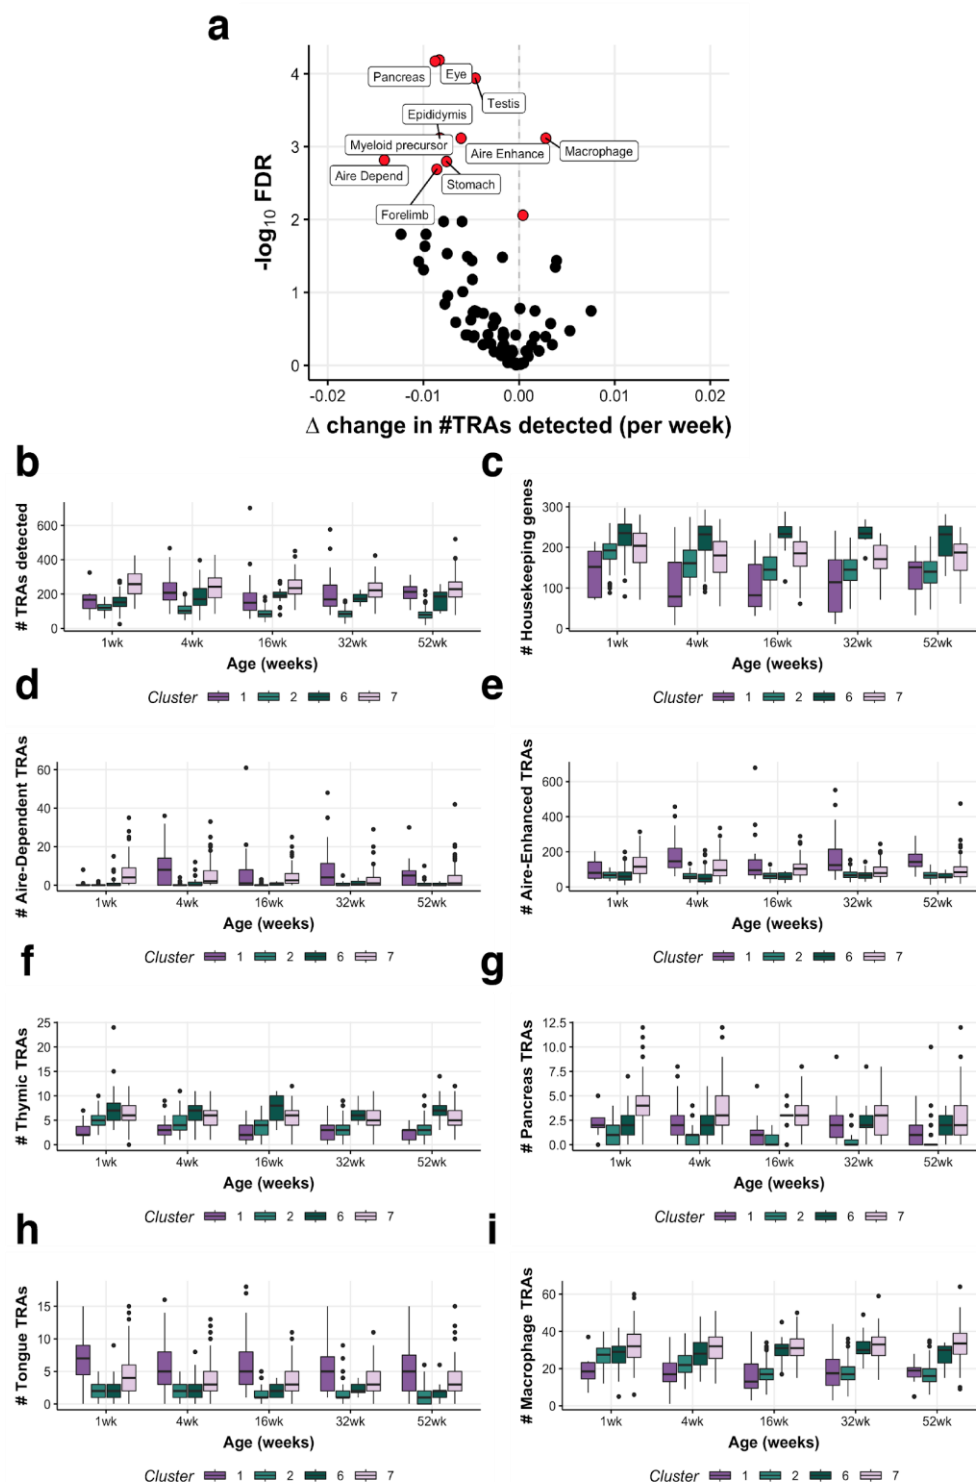 a
4
3
2
1
0
-log10 FDR
Pancreas
Eye
Testis
Epididymis
Myeloid precursor
Aire Enhance
Macrophage
Aire Depend
Stomach
Forelimb
-0.02 -0.01 0.00 0.01 0.02
Δ change in #TRAs detected (per week)
b
# TRAs detected
600
400
200
0
1wk 4wk 16wk 32wk 52wk
Age (weeks)
Cluster 1 2 6 7
c
# Housekeeping genes
300
200
100
0
1wk 4wk 16wk 32wk 52wk
Age (weeks)
Cluster 1 2 6 7
d
# Aire-Dependent TRAs
60
40
20
0
1wk 4wk 16wk 32wk 52wk
Age (weeks)
Cluster 1 2 6 7
e
# Aire-Enhanced TRAs
600
400
200
0
1wk 4wk 16wk 32wk 52wk
Age (weeks)
Cluster 1 2 6 7
f
# Thymic TRAs
25
20
15
10
5
0
1wk 4wk 16wk 32wk 52wk
Age (weeks)
Cluster 1 2 6 7
g
# Pancreas TRAs
12.5
10.0
7.5
5.0
2.5
0.0
1wk 4wk 16wk 32wk 52wk
Age (weeks)
Cluster 1 2 6 7
h
# Tongue TRAs
15
10
5
0
1wk 4wk 16wk 32wk 52wk
Age (weeks)
Cluster 1 2 6 7
i
# Macrophage TRAs
60
40
20
0
1wk 4wk 16wk 32wk 52wk
Age (weeks)
Cluster 1 2 6 7